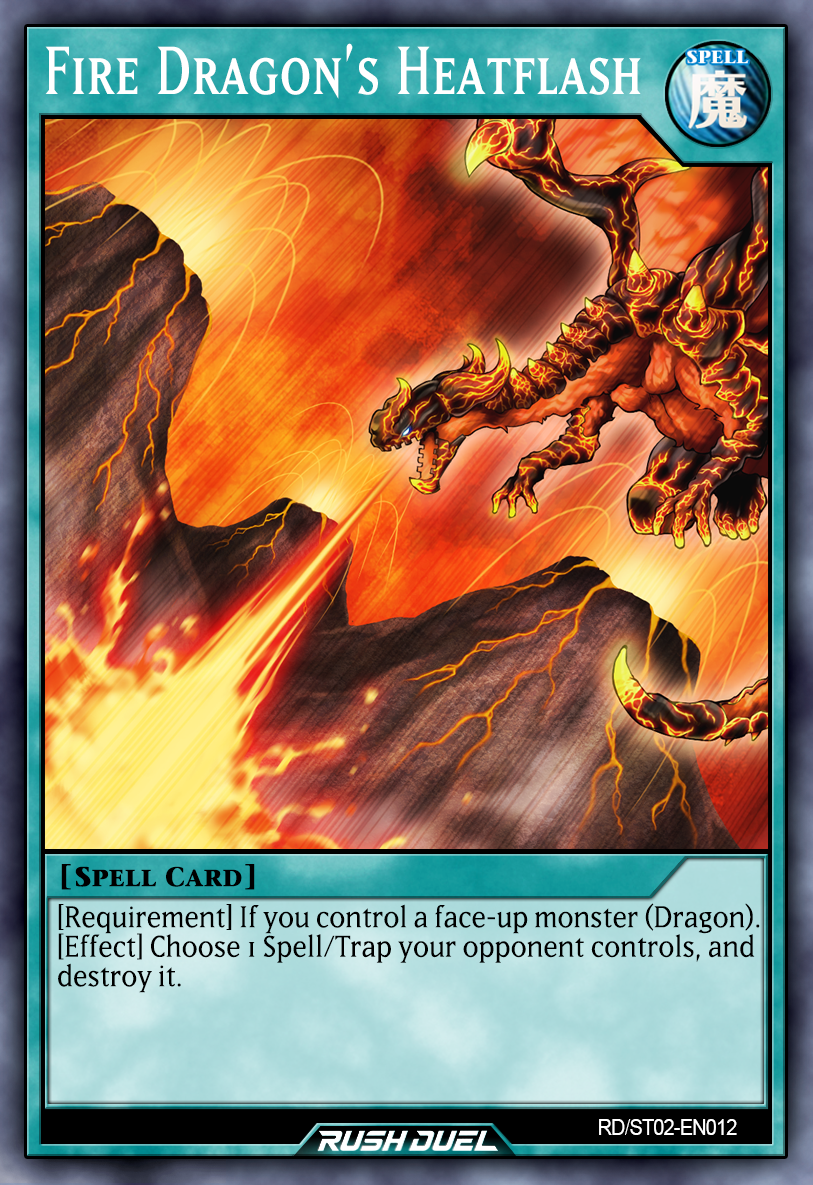 Fire Dragon's Heatflash
SPELL
魔
[Spell Card]
[Requirement] If you control a face-up monster (Dragon).
[Effect] Choose 1 Spell/Trap your opponent controls, and
destroy it.
RD/ST02-EN012
RUSH DUEL